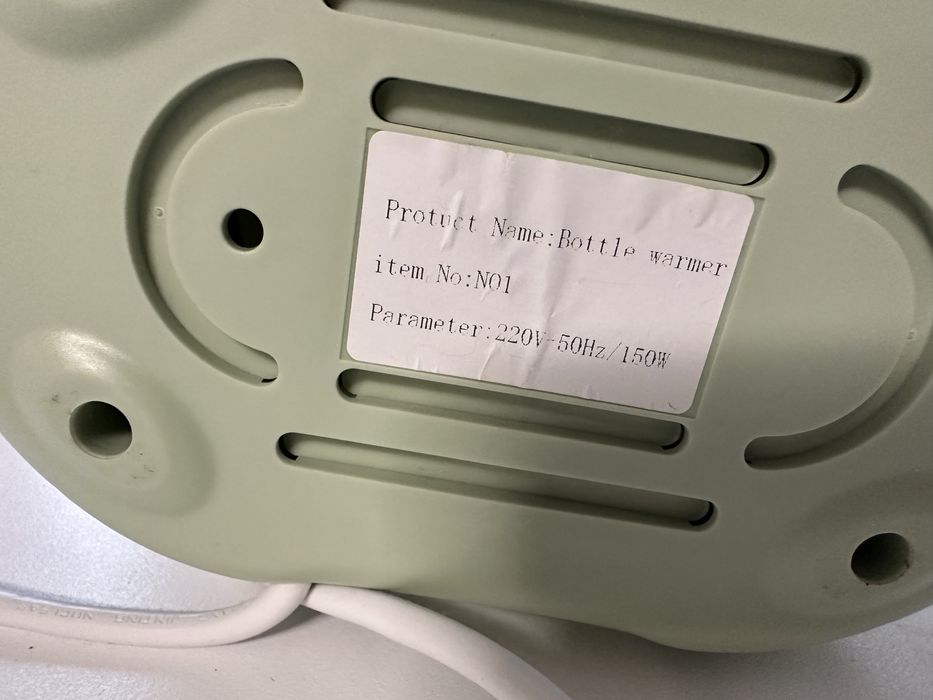 Protuct Name:Bottle warmer
item No:N01
Parameter:220V-50Hz/150W